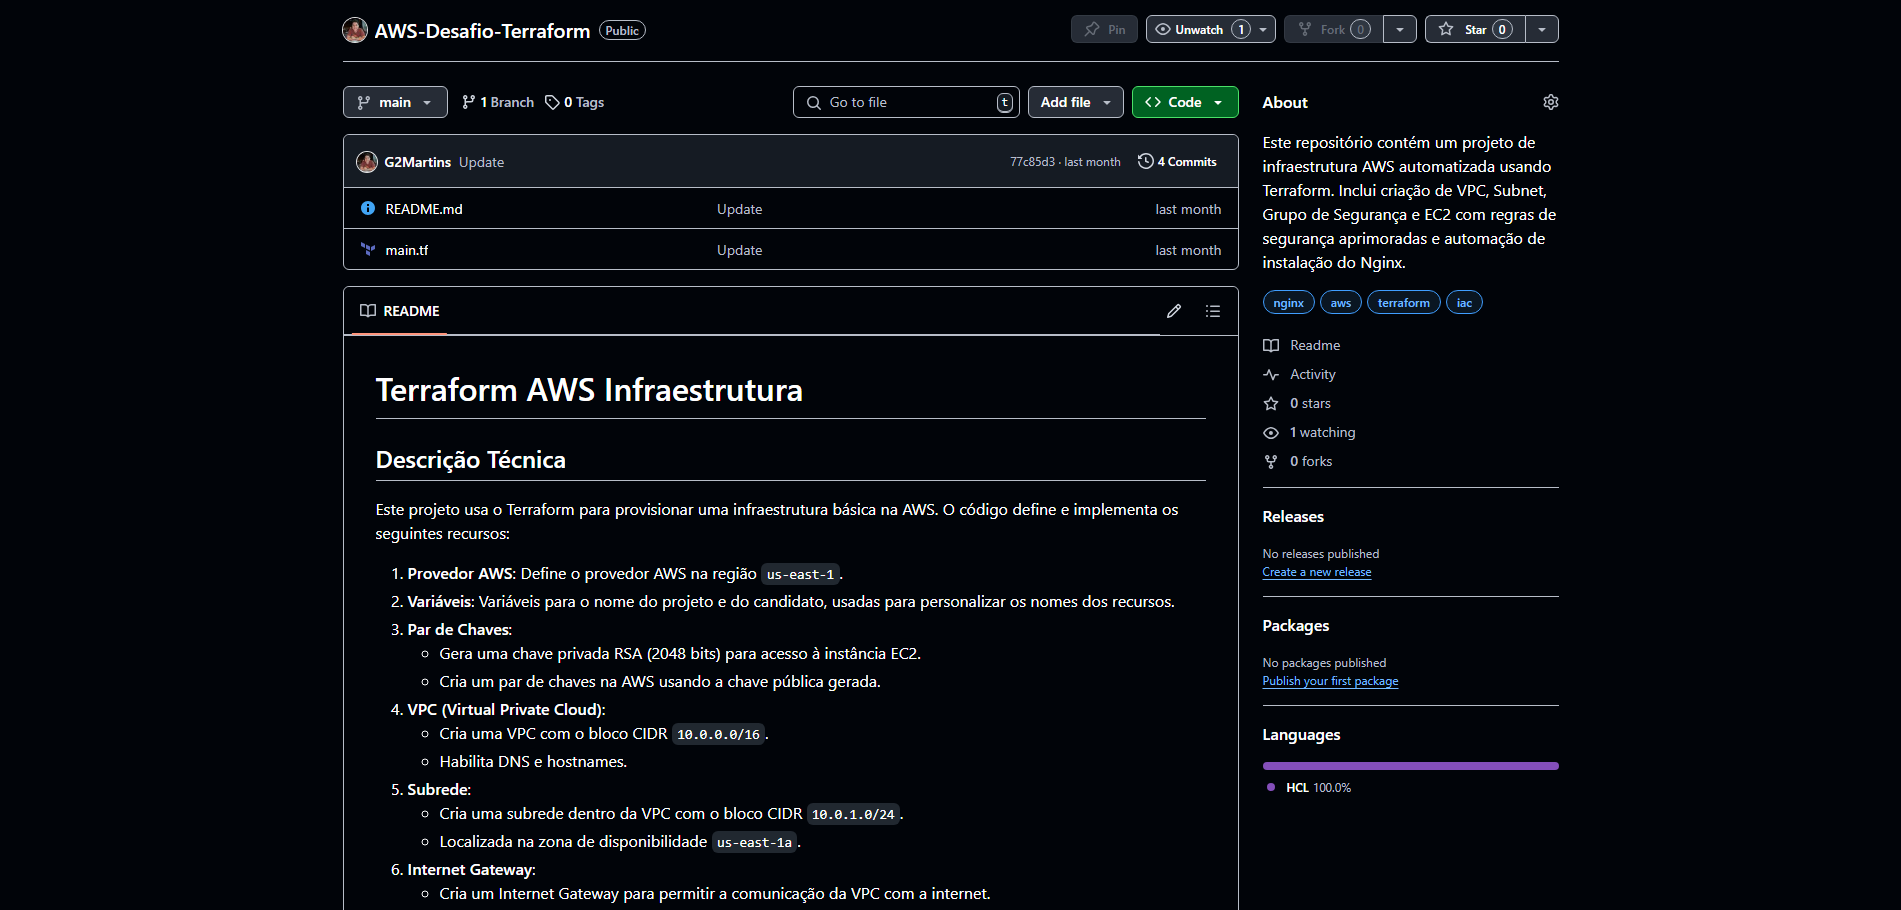 AWS-Desafio-Terraform Public
Pin
Unwatch 1
Fork 0
Star 0
main
1 Branch
0 Tags
Go to file t
Add file
Code
G2Martins Update
77c85d3 · last month
4 Commits
README.md Update last month
main.tf Update last month
README
Terraform AWS Infraestrutura
Descrição Técnica
Este projeto usa o Terraform para provisionar uma infraestrutura básica na AWS. O código define e implementa os
seguintes recursos:
1. Provedor AWS: Define o provedor AWS na região us-east-1.
2. Variáveis: Variáveis para o nome do projeto e do candidato, usadas para personalizar os nomes dos recursos.
3. Par de Chaves:
Gera uma chave privada RSA (2048 bits) para acesso à instância EC2.
Cria um par de chaves na AWS usando a chave pública gerada.
4. VPC (Virtual Private Cloud):
Cria uma VPC com o bloco CIDR 10.0.0.0/16.
Habilita DNS e hostnames.
5. Subrede:
Cria uma subrede dentro da VPC com o bloco CIDR 10.0.1.0/24.
Localizada na zona de disponibilidade us-east-1a.
6. Internet Gateway:
Cria um Internet Gateway para permitir a comunicação da VPC com a internet.
About
Este repositório contém um projeto de
infraestrutura AWS automatizada usando
Terraform. Inclui criação de VPC, Subnet,
Grupo de Segurança e EC2 com regras de
segurança aprimoradas e automação de
instalação do Nginx.
nginx aws terraform iac
Readme
Activity
0 stars
1 watching
0 forks
Releases
No releases published
Create a new release
Packages
No packages published
Publish your first package
Languages
HCL 100.0%